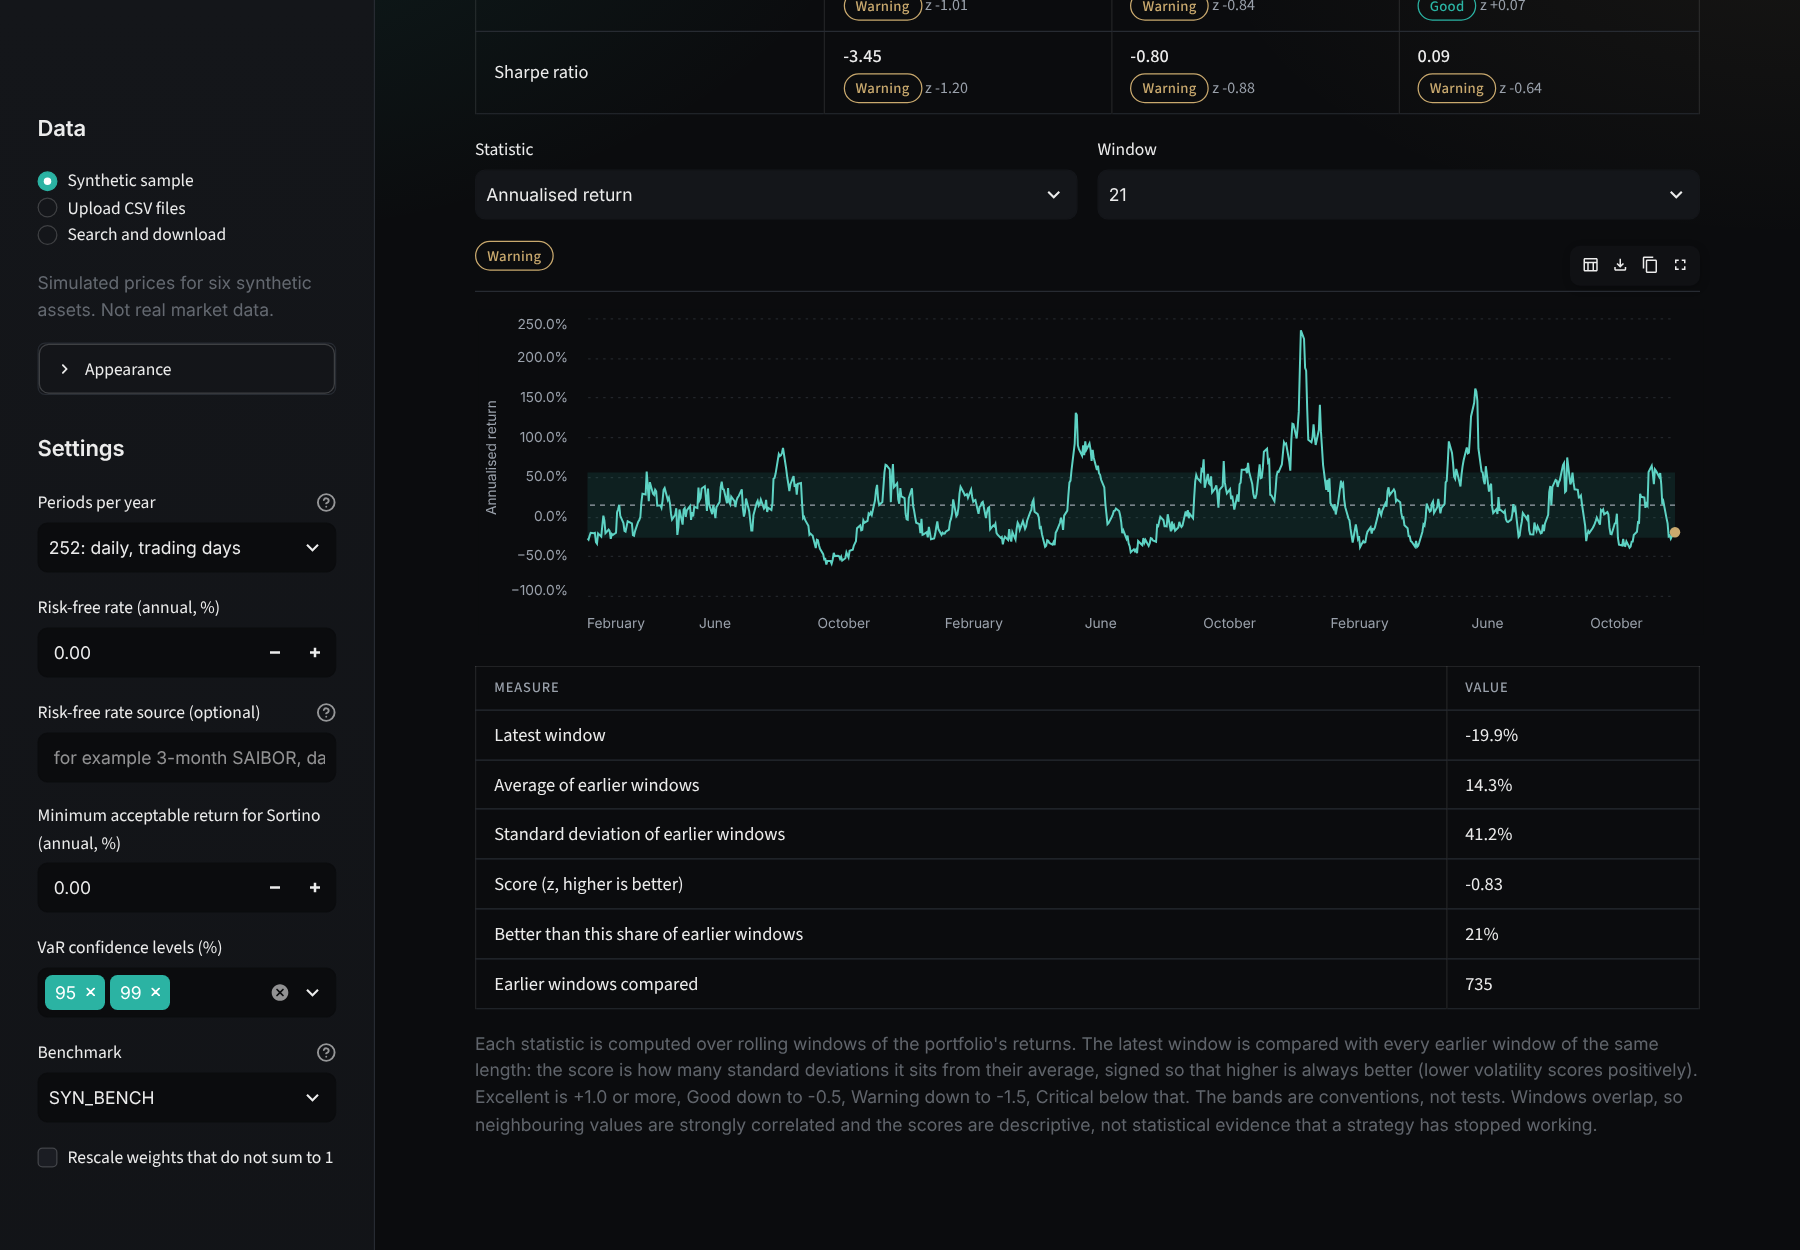 Data
Synthetic sample
Upload CSV files
Search and download
Simulated prices for six synthetic
assets. Not real market data.
Appearance
Settings
Periods per year
252: daily, trading days
Risk-free rate (annual, %)
0.00
Risk-free rate source (optional)
for example 3-month SAIBOR, da
Minimum acceptable return for Sortino
(annual, %)
0.00
VaR confidence levels (%)
95 99
Benchmark
SYN_BENCH
Rescale weights that do not sum to 1
Warning z -1.01 Warning z -0.84 Good z +0.07
Sharpe ratio
-3.45 -0.80 0.09
Warning z -1.20 Warning z -0.88 Warning z -0.64
Statistic Window
Annualised return 21
Warning
Annualised return
250.0%
200.0%
150.0%
100.0%
50.0%
0.0%
−50.0%
−100.0%
February June October February June October February June October
MEASURE VALUE
Latest window -19.9%
Average of earlier windows 14.3%
Standard deviation of earlier windows 41.2%
Score (z, higher is better) -0.83
Better than this share of earlier windows 21%
Earlier windows compared 735
Each statistic is computed over rolling windows of the portfolio's returns. The latest window is compared with every earlier window of the same
length: the score is how many standard deviations it sits from their average, signed so that higher is always better (lower volatility scores positively).
Excellent is +1.0 or more, Good down to -0.5, Warning down to -1.5, Critical below that. The bands are conventions, not tests. Windows overlap, so
neighbouring values are strongly correlated and the scores are descriptive, not statistical evidence that a strategy has stopped working.